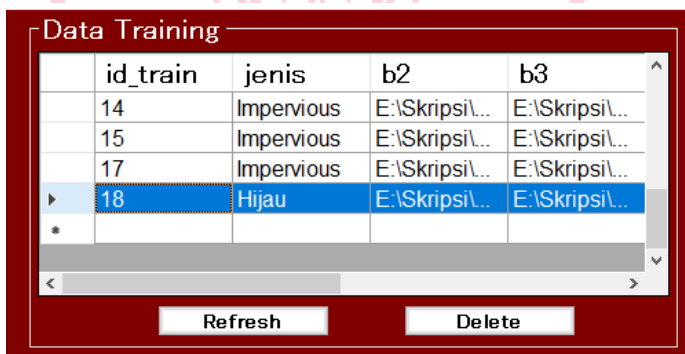 Data Training
id_train jenis b2 b3
14 Impervious E:\Skripsi\... E:\Skripsi\...
15 Impervious E:\Skripsi\... E:\Skripsi\...
17 Impervious E:\Skripsi\... E:\Skripsi\...
18 Hijau E:\Skripsi\... E:\Skripsi\...
Refresh Delete